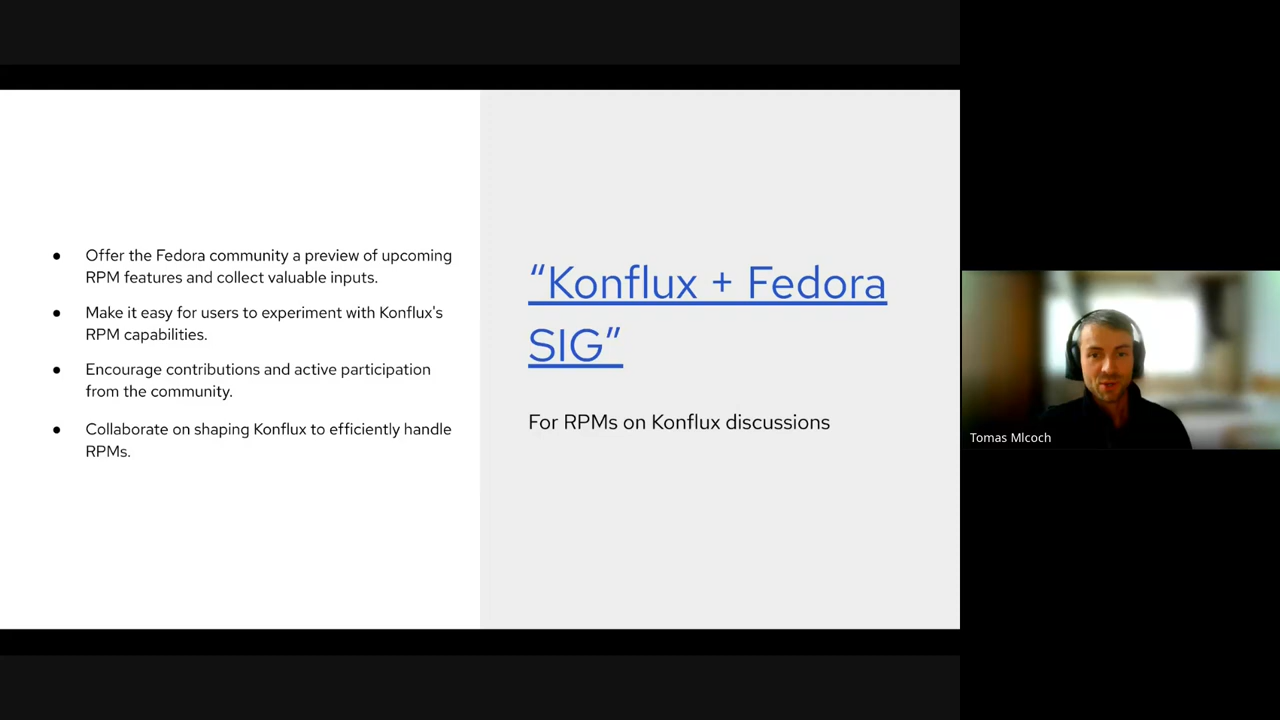 ● Offer the Fedora community a preview of upcoming
RPM features and collect valuable inputs.
● Make it easy for users to experiment with Konflux's
RPM capabilities.
● Encourage contributions and active participation
from the community.
● Collaborate on shaping Konflux to efficiently handle
RPMs.
“Konflux + Fedora
SIG”
For RPMs on Konflux discussions
Tomas Mlcoch